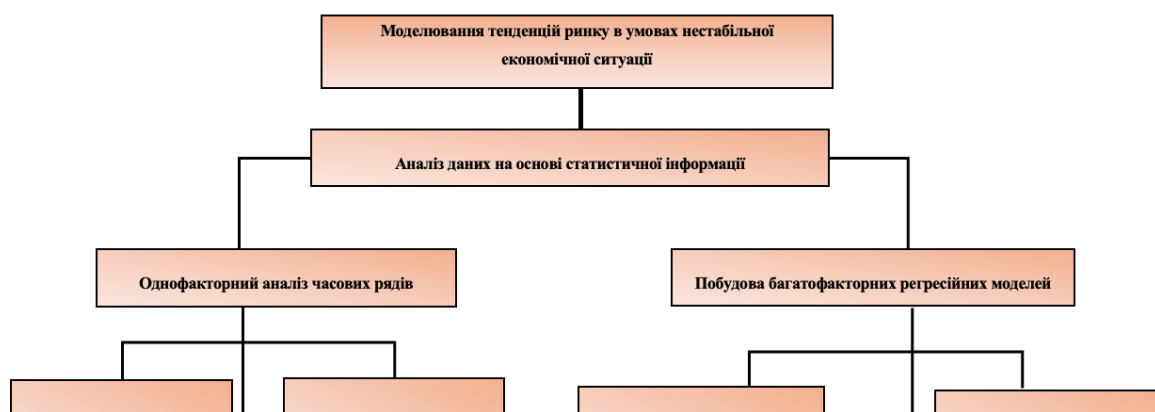 Моделювання тенденцій ринку в умовах нестабільної
економічної ситуації
Аналіз даних на основі статистичної інформації
Однофакторний аналіз часових рядів
Побудова багатофакторних регресійних моделей